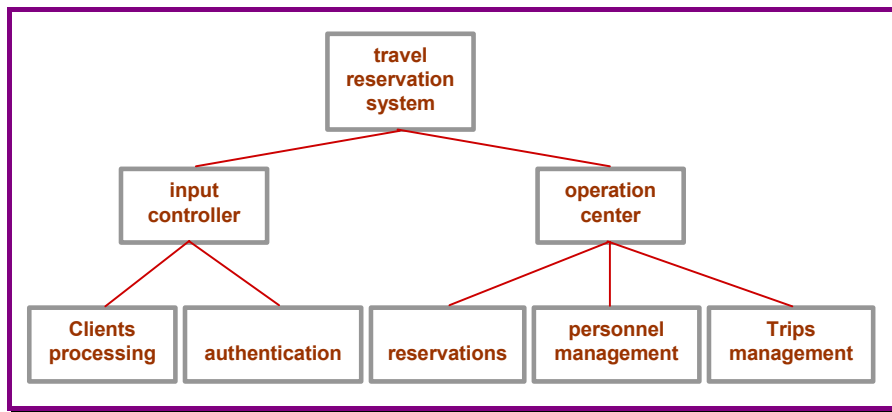 travel
reservation
system
input
controller
operation
center
Clients
processing
authentication
reservations
personnel
management
Trips
management